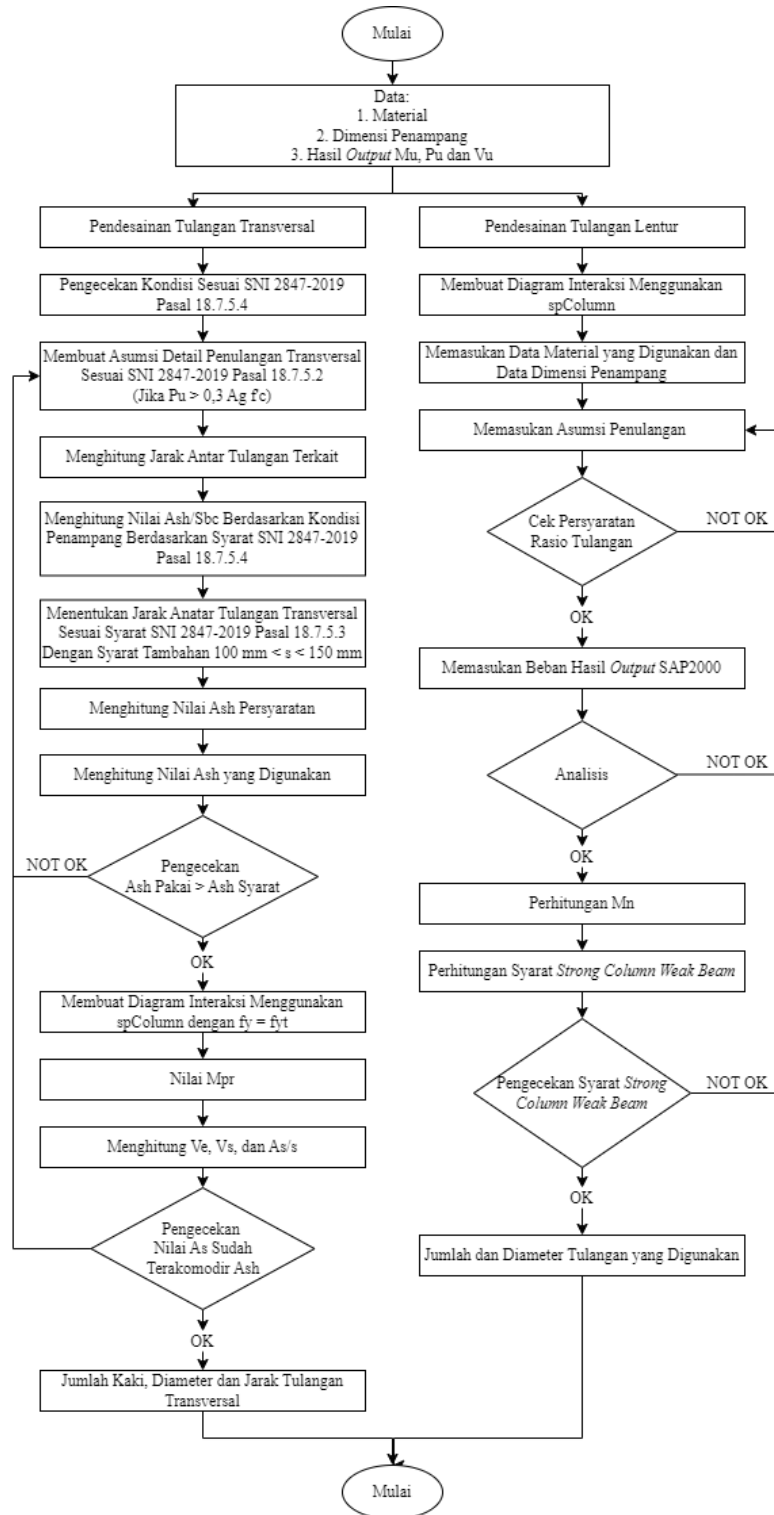 Mulai
Data:
1. Material
2. Dimensi Penampang
3. Hasil Output Mu, Pu dan Vu
Pendesainan Tulangan Transversal
Pengecekan Kondisi Sesuai SNI 2847-2019
Pasal 18.7.5.4
Membuat Asumsi Detail Penulangan Transversal
Sesuai SNI 2847-2019 Pasal 18.7.5.2
(Jika Pu > 0,3 Ag f'c)
Menghitung Jarak Antar Tulangan Terkait
Menghitung Nilai Ash/Sbc Berdasarkan Kondisi
Penampang Berdasarkan Syarat SNI 2847-2019
Pasal 18.7.5.4
Menentukan Jarak Anatar Tulangan Transversal
Sesuai Syarat SNI 2847-2019 Pasal 18.7.5.3
Dengan Syarat Tambahan 100 mm < s < 150 mm
Menghitung Nilai Ash Persyaratan
Menghitung Nilai Ash yang Digunakan
NOT OK
Pengecekan
Ash Pakai > Ash Syarat
OK
Membuat Diagram Interaksi Menggunakan
spColumn dengan fy = fyt
Nilai Mpr
Menghitung Ve, Vs, dan As/s
Pengecekan
Nilai As Sudah
Terakomodir Ash
OK
Jumlah Kaki, Diameter dan Jarak Tulangan
Transversal
Pendesainan Tulangan Lentur
Membuat Diagram Interaksi Menggunakan
spColumn
Memasukan Data Material yang Digunakan dan
Data Dimensi Penampang
Memasukan Asumsi Penulangan
Cek Persyaratan
Rasio Tulangan
NOT OK
OK
Memasukan Beban Hasil Output SAP2000
Analisis
NOT OK
OK
Perhitungan Mn
Perhitungan Syarat Strong Column Weak Beam
Pengecekan Syarat Strong
Column Weak Beam
NOT OK
OK
Jumlah dan Diameter Tulangan yang Digunakan
Mulai